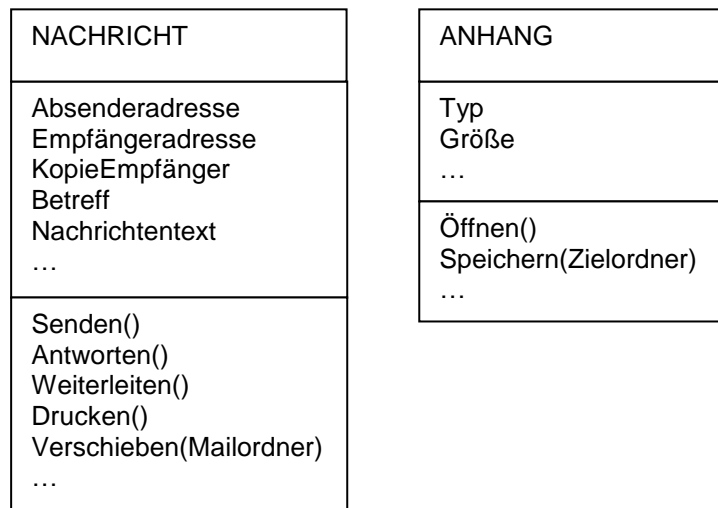 NACHRICHT
Absenderadresse
Empfängeradresse
KopieEmpfänger
Betreff
Nachrichtentext
…
Senden()
Antworten()
Weiterleiten()
Drucken()
Verschieben(Mailordner)
…
ANHANG
Typ
Größe
…
Öffnen()
Speichern(Zielordner)
…